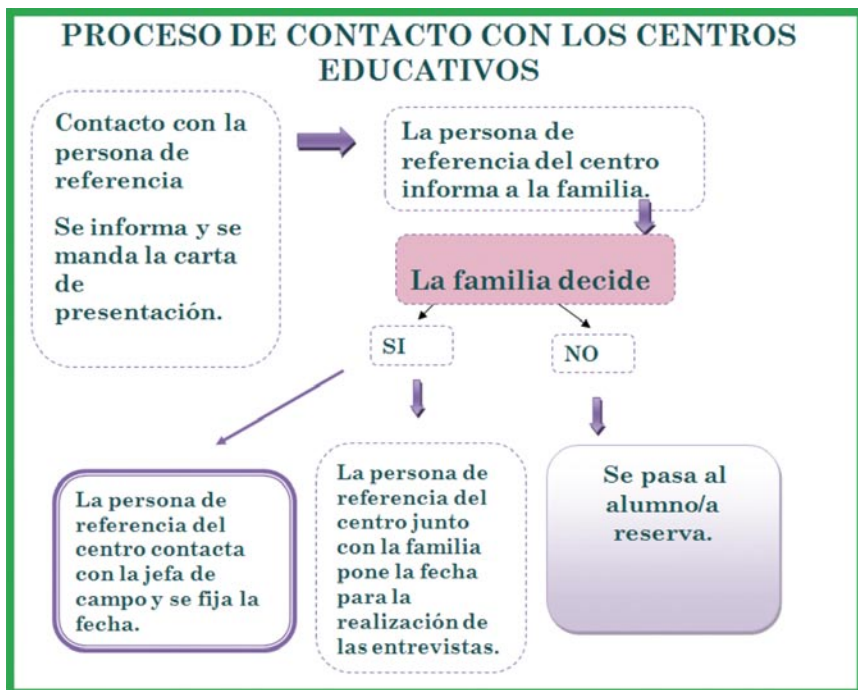 PROCESO DE CONTACTO CON LOS CENTROS
EDUCATIVOS
Contacto con la
persona de
referencia
Se informa y se
manda la carta
de
presentación.
La persona de
referencia del centro
informa a la familia.
La familia decide
SI
NO
La persona de
referencia del
centro contacta
con la jefa de
campo y se fija la
fecha.
La persona de
referencia del
centro junto
con la familia
pone la fecha
para la
realización de
las entrevistas.
Se pasa al
alumno/a
reserva.